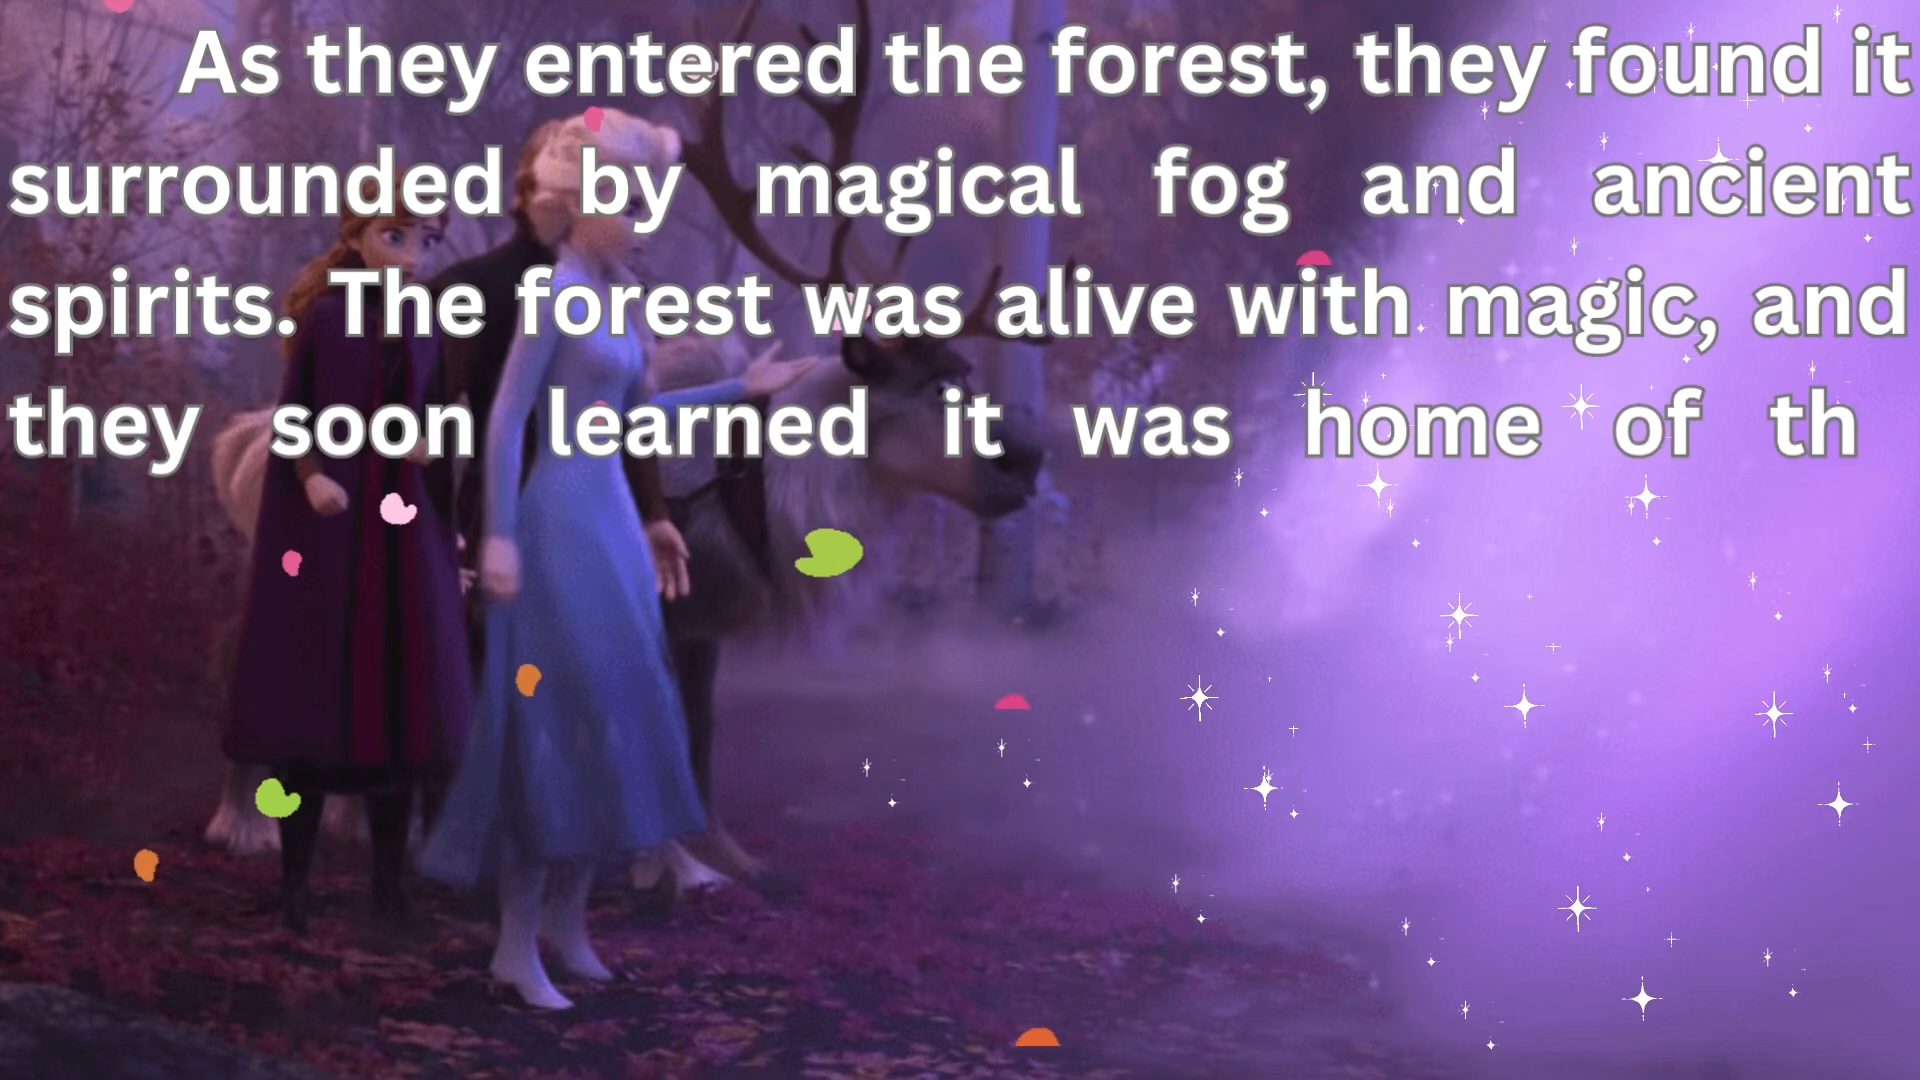 As they entered the forest, they found it
surrounded by magical fog and ancient
spirits. The forest was alive with magic, and
they soon learned it was home of th